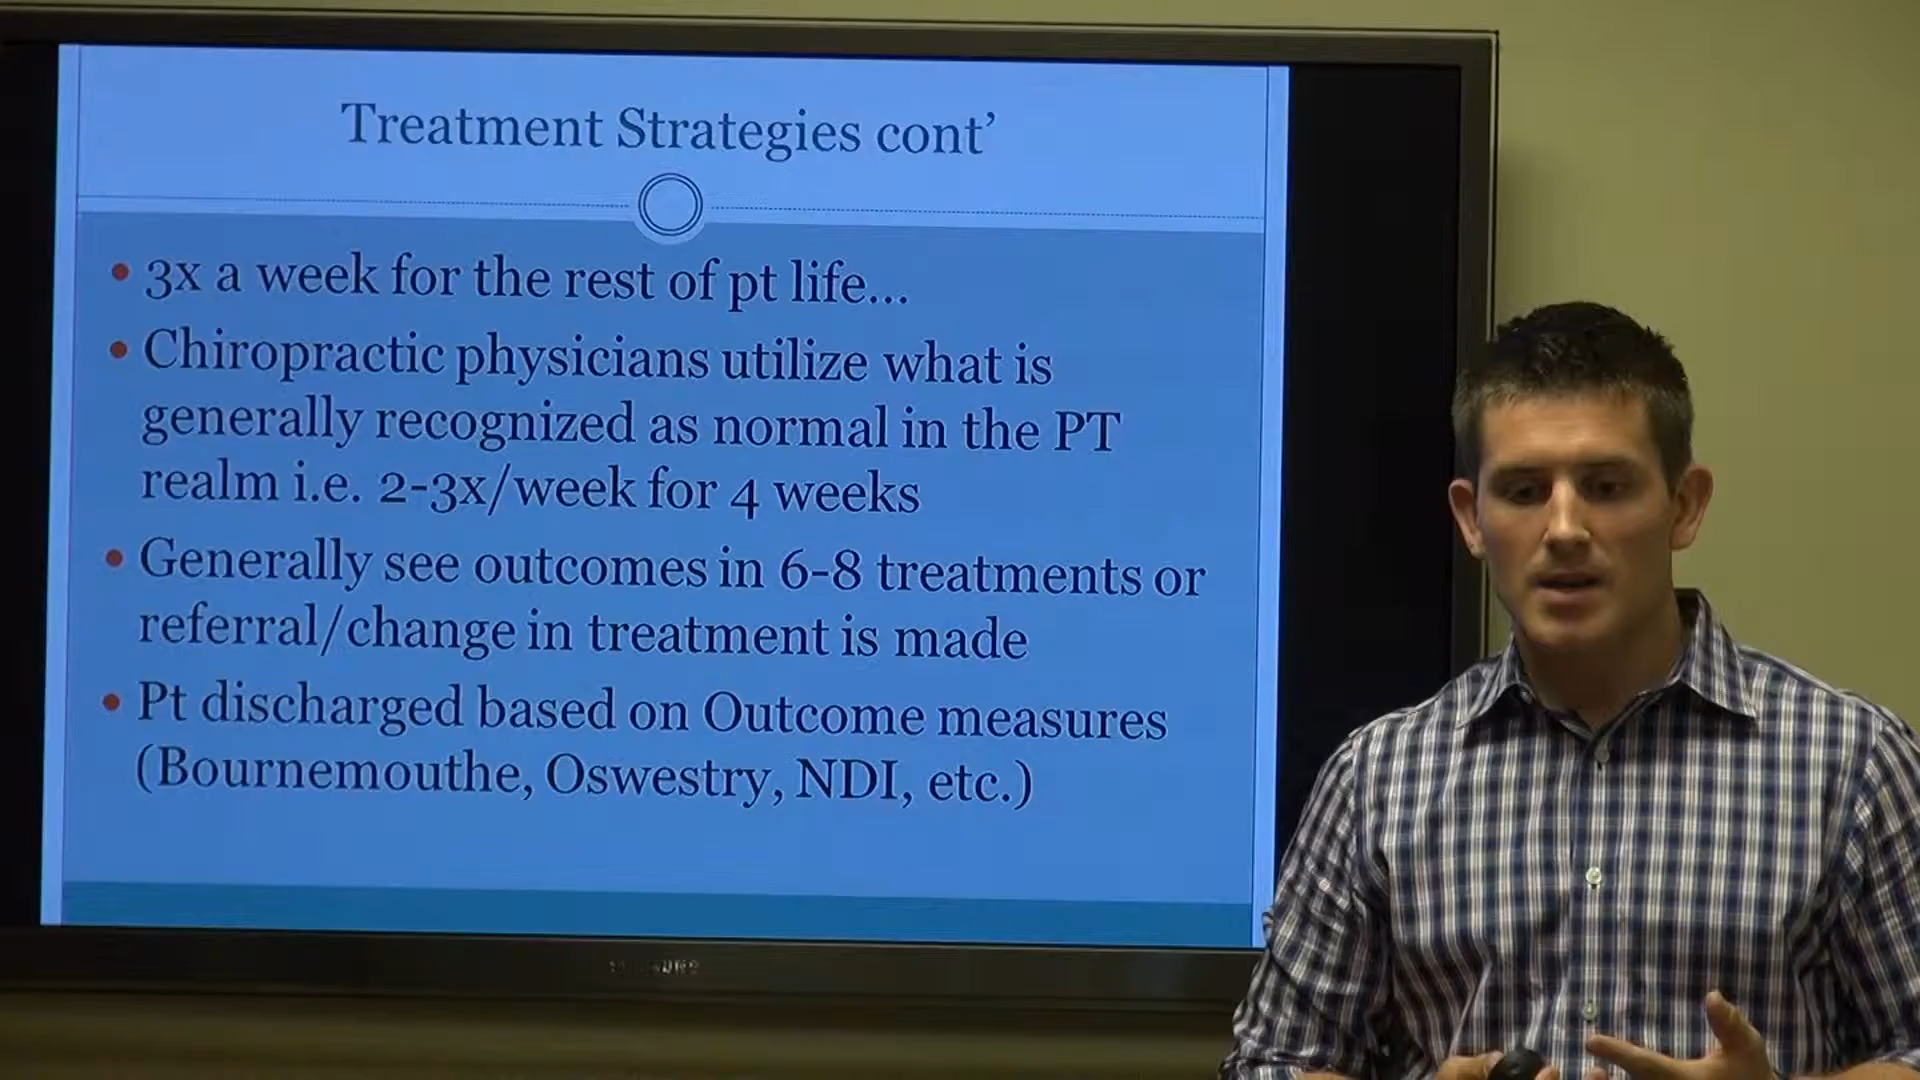 Treatment Strategies cont’
• 3x a week for the rest of pt life...
• Chiropractic physicians utilize what is
generally recognized as normal in the PT
realm i.e. 2-3x/week for 4 weeks
• Generally see outcomes in 6-8 treatments or
referral/change in treatment is made
• Pt discharged based on Outcome measures
(Bournemouthe, Oswestry, NDI, etc.)